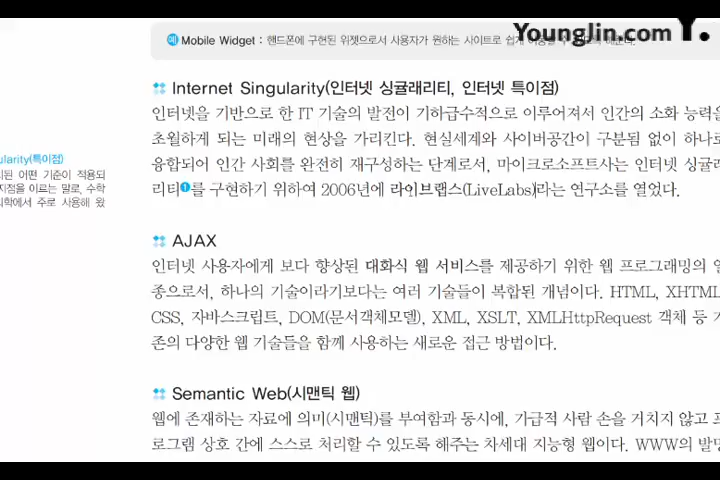 Younglin.com Y.
예 Mobile Widget : 핸드폰에 구현된 위젯으로서 사용자가 원하는 사이트로 쉽게
Internet Singularity(인터넷 싱귤래리티, 인터넷 특이점)
인터넷을 기반으로 한 IT 기술의 발전이 기하급수적으로 이루어져서 인간의 소화 능력을
초월하게 되는 미래의 현상을 가리킨다. 현실세계와 사이버공간이 구분됨 없이 하나로
ularity(특이점)
융합되어 인간 사회를 완전히 재구성하는 단계로서, 마이크로소프트사는 인터넷 싱귤래
리된 어떤 기준이 적용되
지점을 이르는 말로, 수학
리티❶를 구현하기 위하여 2006년에 라이브랩스(LiveLabs)라는 연구소를 열었다.
리학에서 주로 사용해 왔
AJAX
인터넷 사용자에게 보다 향상된 대화식 웹 서비스를 제공하기 위한 웹 프로그래밍의 일
종으로서, 하나의 기술이라기보다는 여러 기술들이 복합된 개념이다. HTML, XHTML
CSS, 자바스크립트, DOM(문서객체모델), XML, XSLT, XMLHttpRequest 객체 등 기
존의 다양한 웹 기술들을 함께 사용하는 새로운 접근 방법이다.
Semantic Web(시맨틱 웹)
웹에 존재하는 자료에 의미(시맨틱)를 부여함과 동시에, 가급적 사람 손을 거치지 않고 프
로그램 상호 간에 스스로 처리할 수 있도록 해주는 차세대 지능형 웹이다. WWW의 발명